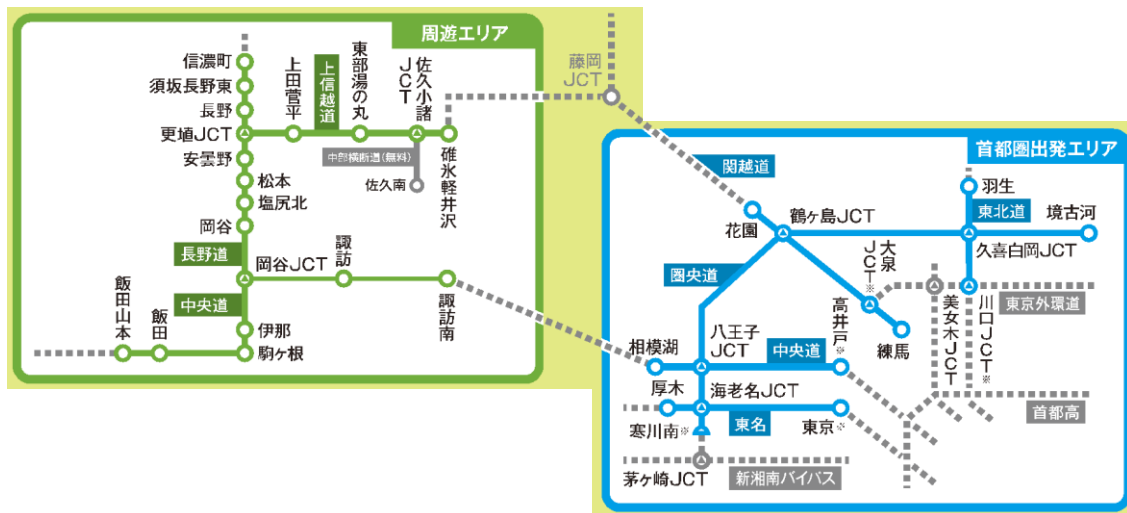 周遊エリア
信濃町
須坂長野東
長野
更埴JCT
安曇野
松本
塩尻北
岡谷
長野道
岡谷JCT
中央道
伊那
駒ヶ根
飯田
飯田山本
上田菅平
上信越道
東部湯の丸
佐久小諸JCT
中部横断道(無料)
佐久南
碓氷軽井沢
諏訪
諏訪南
藤岡
JCT
首都圏出発エリア
関越道
花園
鶴ヶ島JCT
羽生
東北道
境古河
久喜白岡JCT
圏央道
大泉JCT※
練馬
美女木JCT
川口JCT※
東京外環道
相模湖
八王子
JCT
中央道
高井戸※
厚木
海老名JCT
寒川南※
東名
東京※
首都高
茅ヶ崎JCT
新湘南バイパス